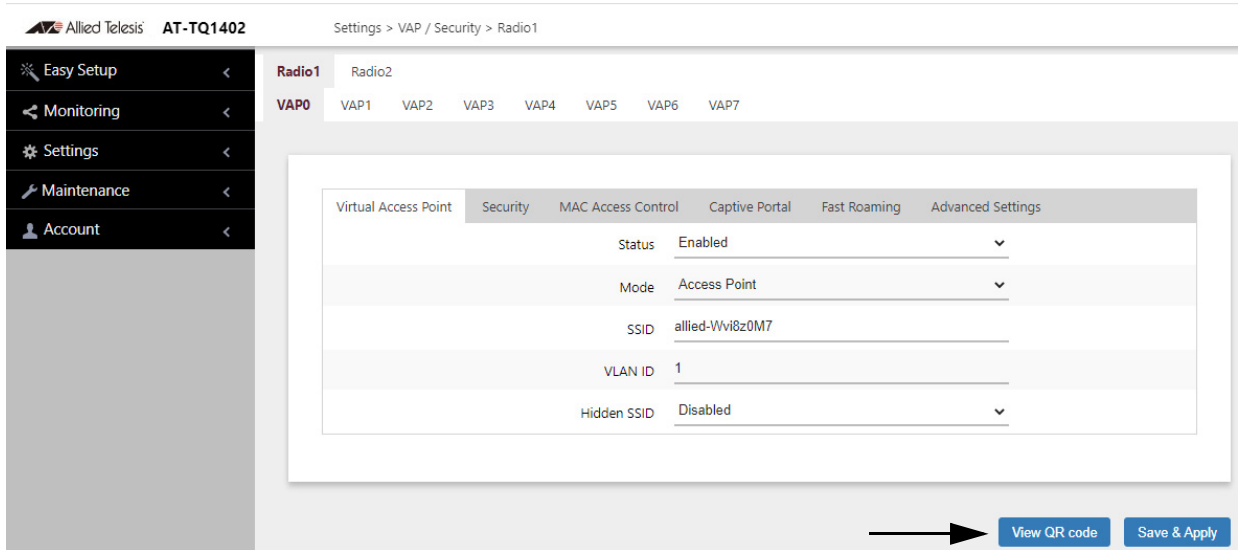 Allied Telesis AT-TQ1402 Settings > VAP / Security > Radio1
Easy Setup
Monitoring
Settings
Maintenance
Account
Radio1 Radio2
VAP0 VAP1 VAP2 VAP3 VAP4 VAP5 VAP6 VAP7
Virtual Access Point Security MAC Access Control Captive Portal Fast Roaming Advanced Settings
Status Enabled
Mode Access Point
SSID allied-Wvi8z0M7
VLAN ID 1
Hidden SSID Disabled
View QR code Save & Apply